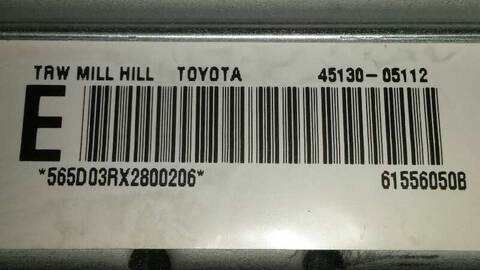 TRW MILL HILL TOYOTA 45130-05112
E
*565D03RX2800206* 61556050B